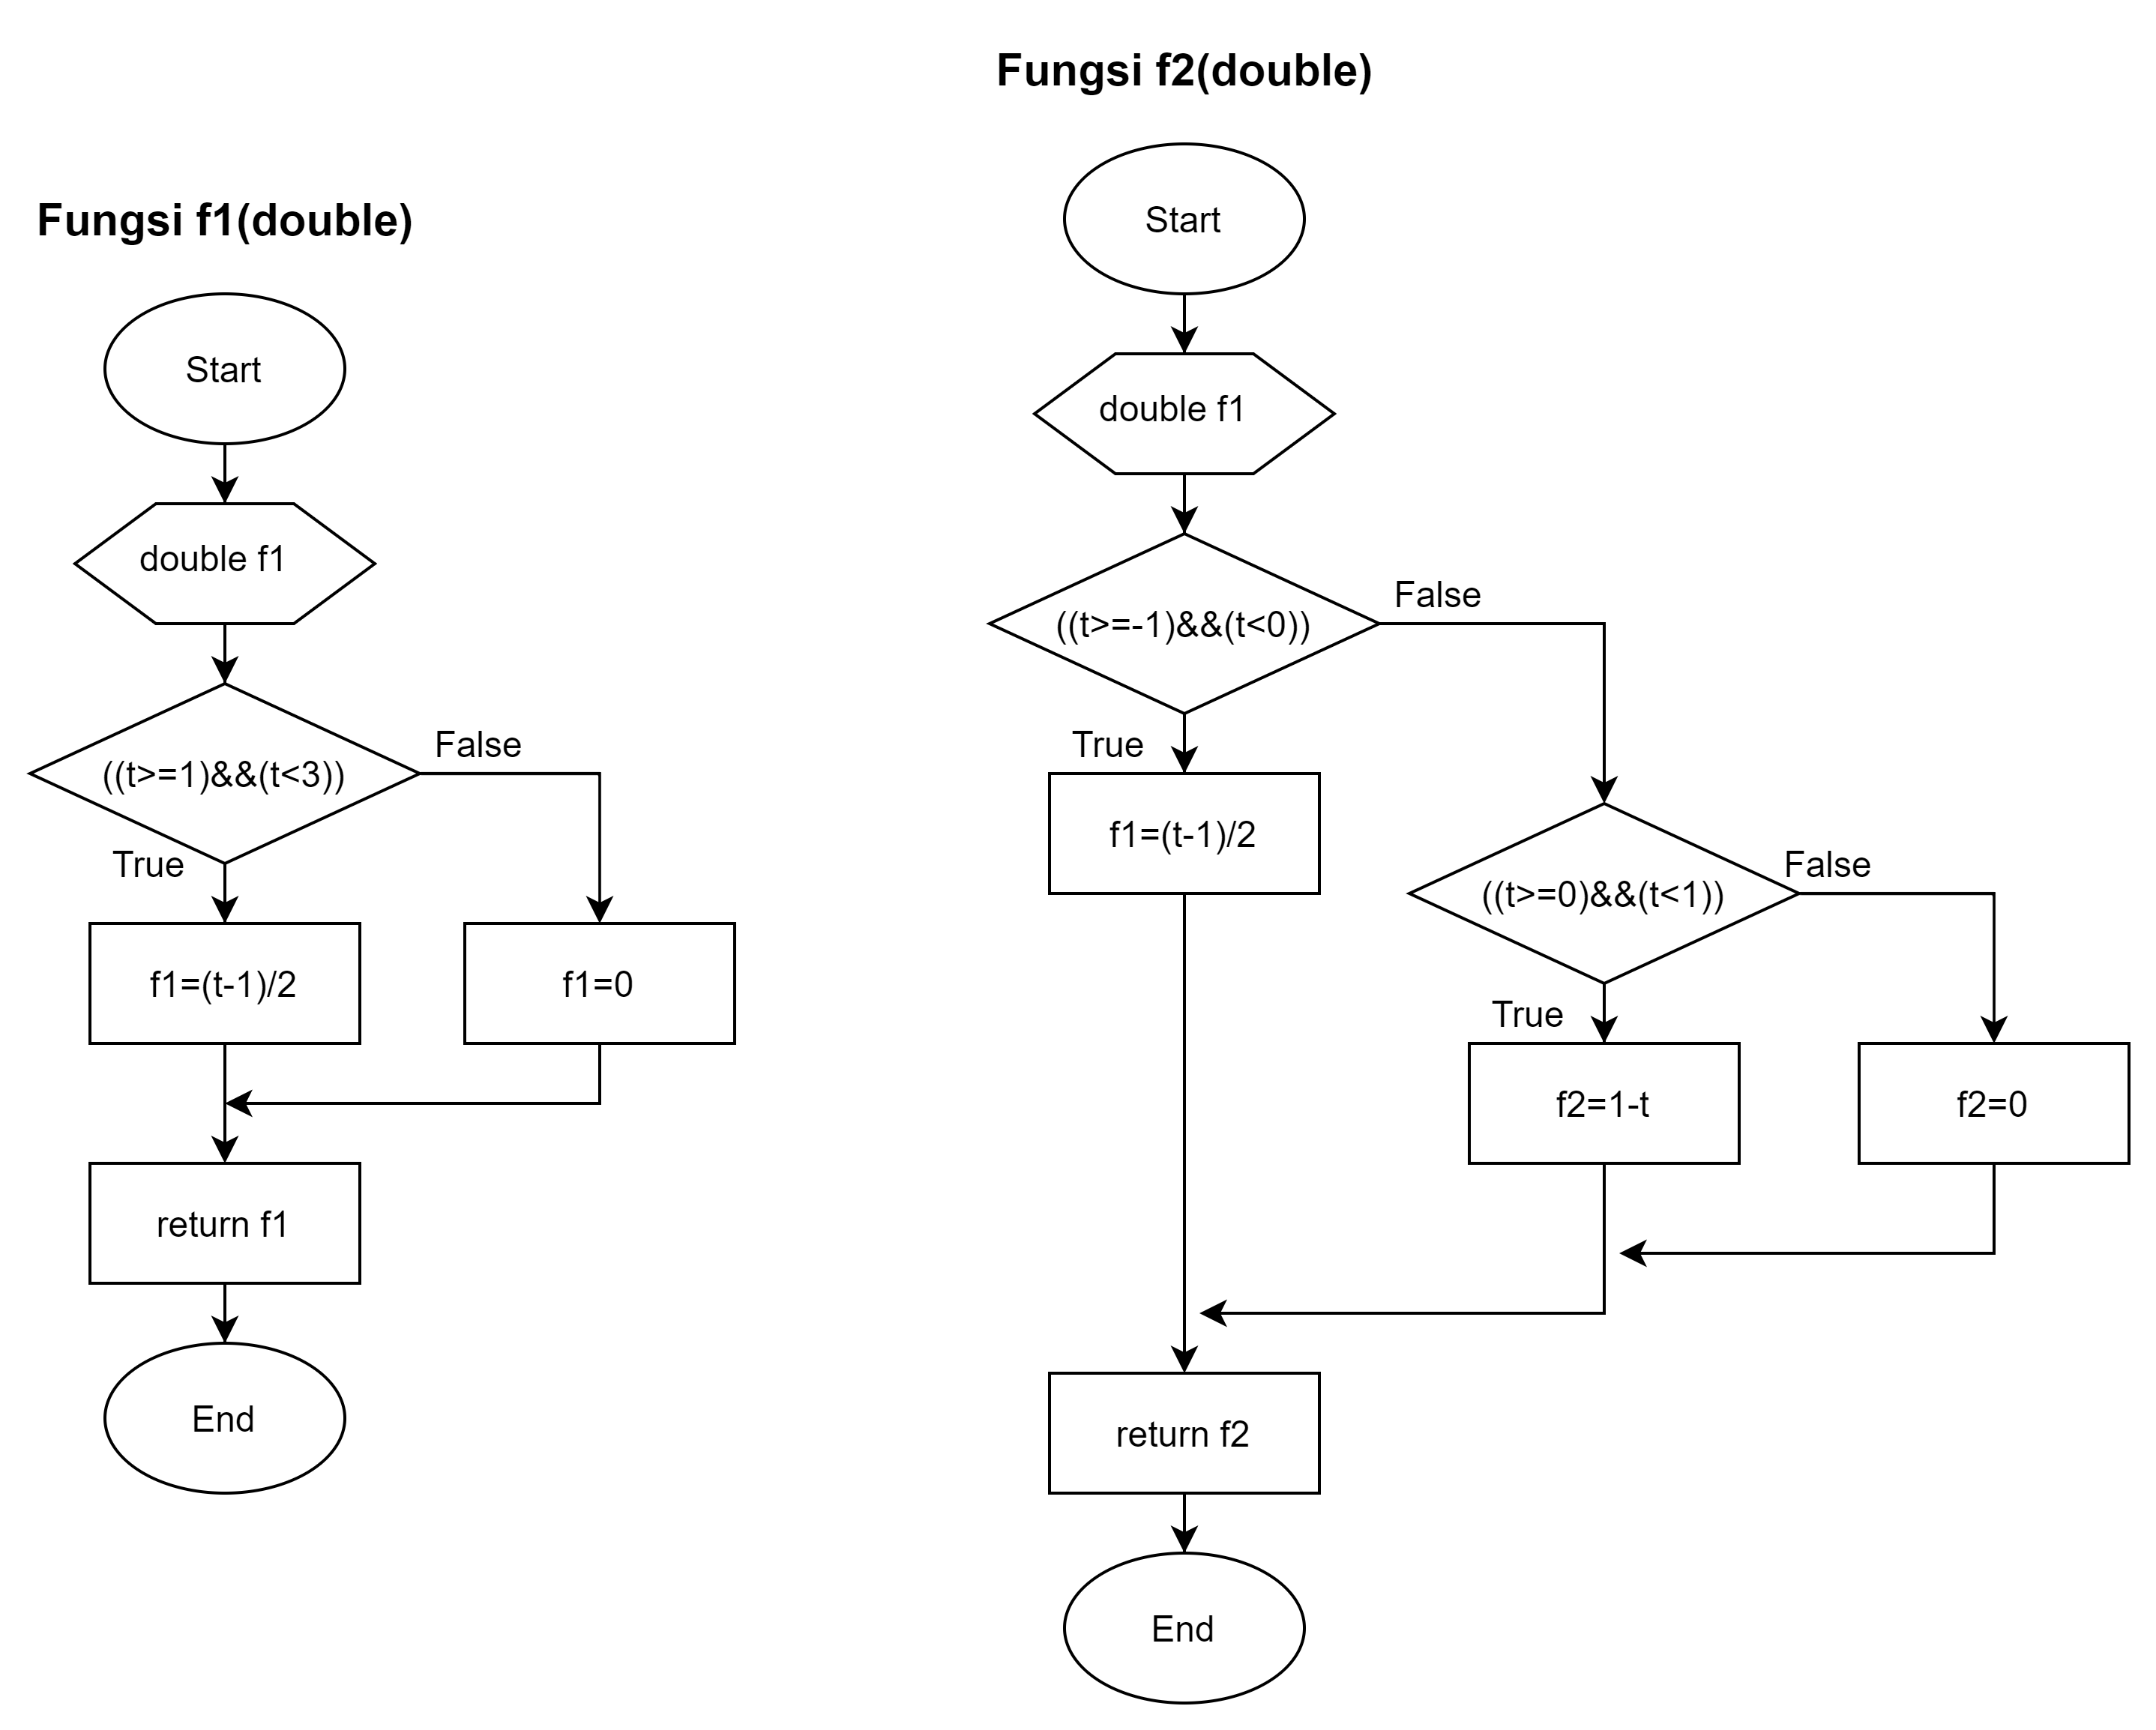 Fungsi f1(double)
Start
double f1
((t>=1)&&(t<3))
False
True
f1=(t-1)/2
f1=0
return f1
End
Fungsi f2(double)
Start
double f1
((t>=-1)&&(t<0))
False
True
f1=(t-1)/2
((t>=0)&&(t<1))
False
True
f2=1-t
f2=0
return f2
End